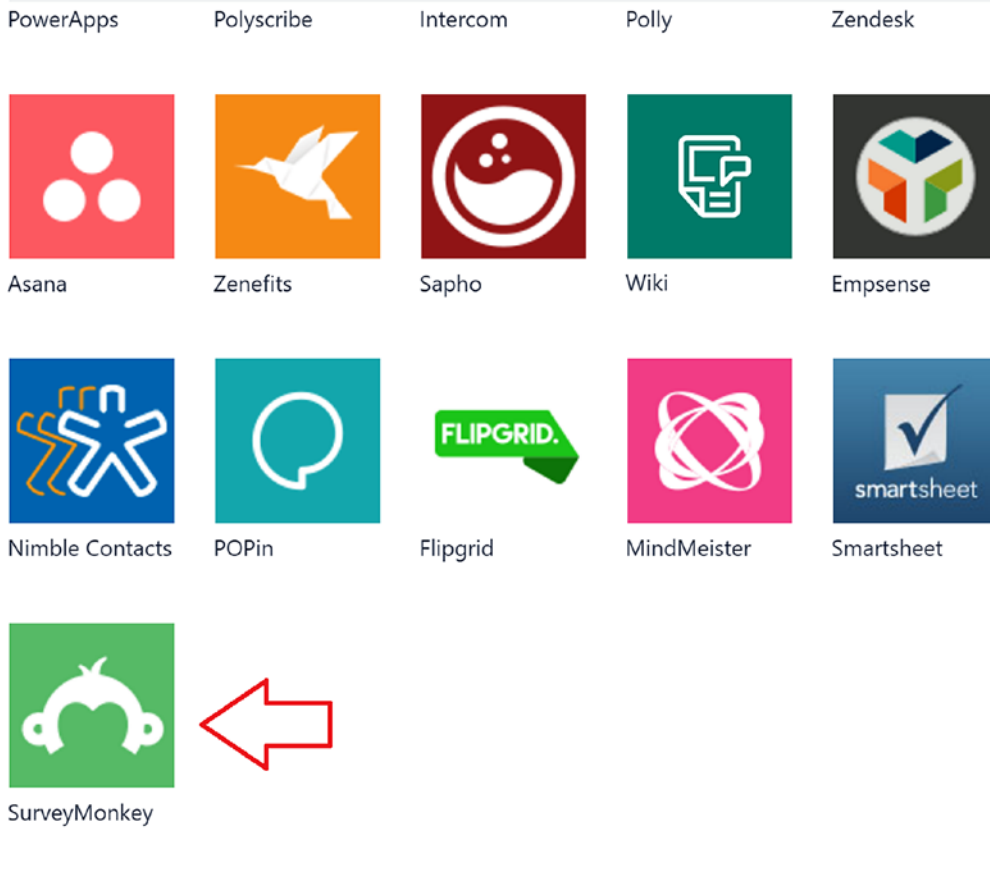 PowerApps Polyscribe Intercom Polly Zendesk
Asana Zenefits Sapho Wiki Empsense
FLIPGRID. smartsheet
Nimble Contacts POPin Flipgrid MindMeister Smartsheet
SurveyMonkey